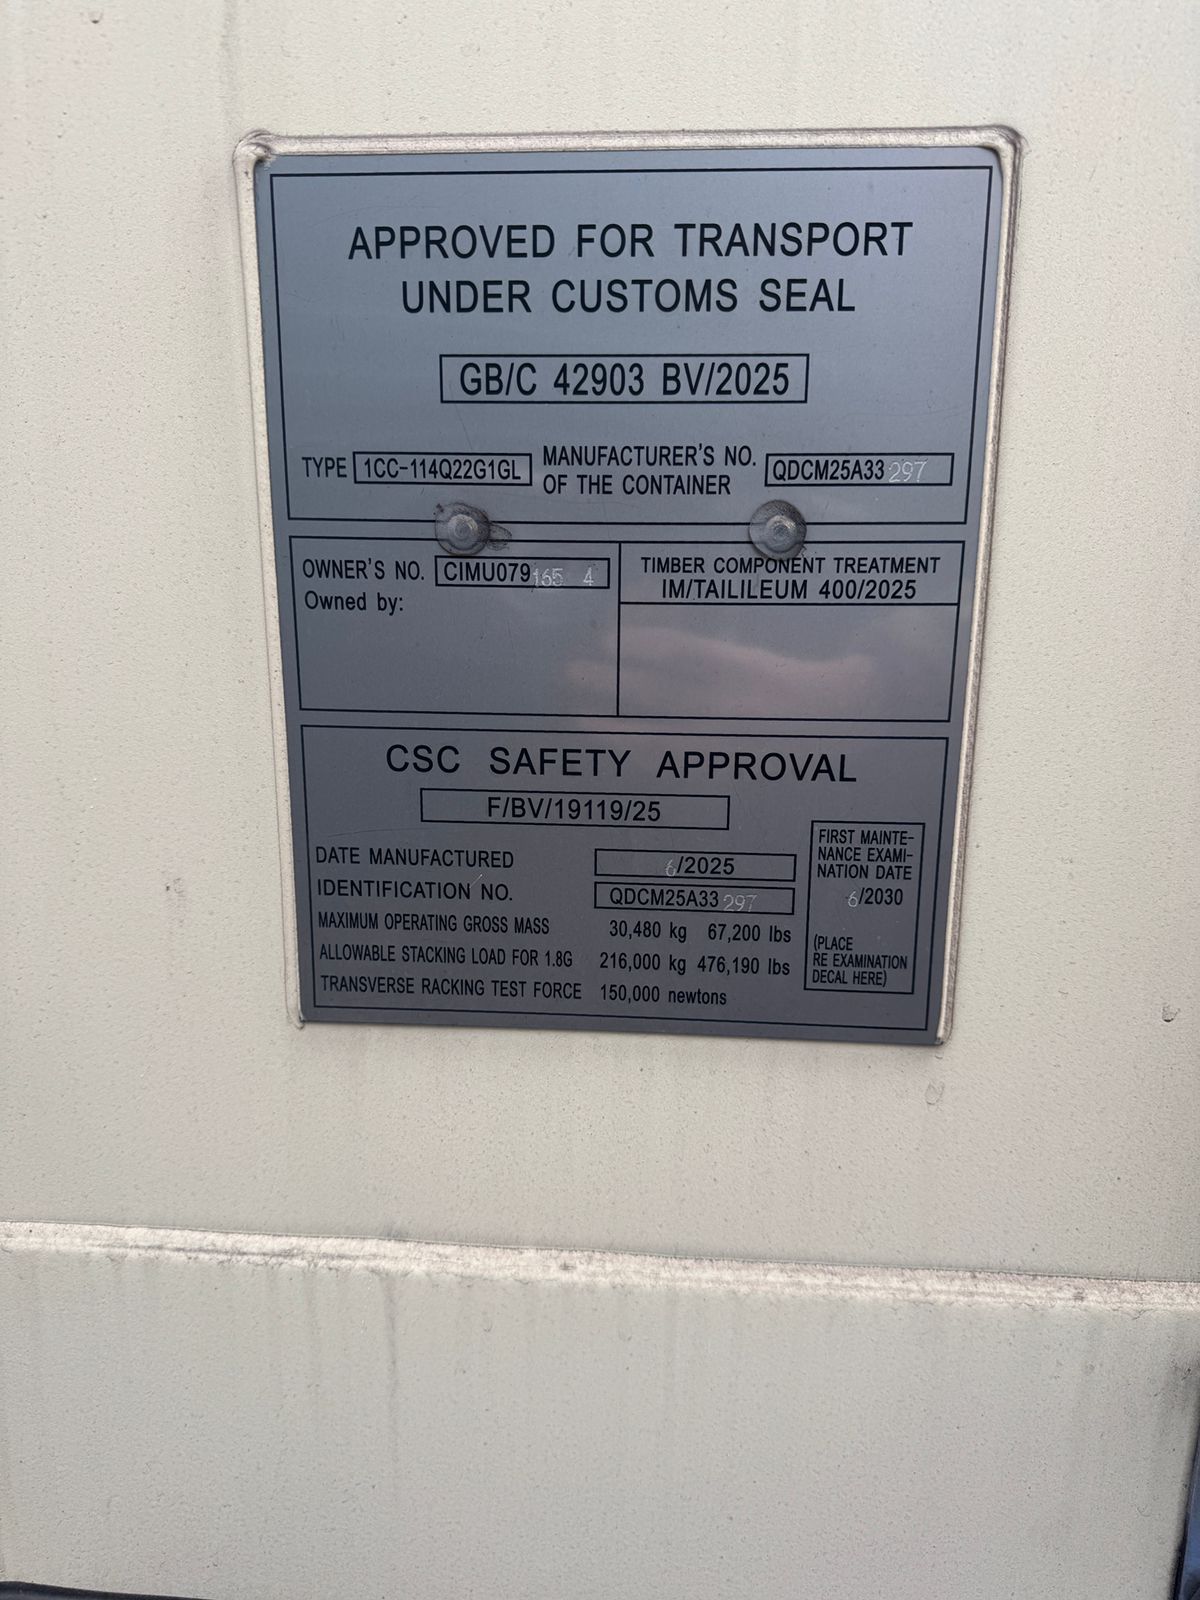 APPROVED FOR TRANSPORT
UNDER CUSTOMS SEAL
GB/C 42903 BV/2025
TYPE 1CC-114Q22G1GL
MANUFACTURER'S NO.
OF THE CONTAINER
QDCM25A33 297
OWNER'S NO. CIMU079165 4
Owned by:
TIMBER COMPONENT TREATMENT
IM/TAILILEUM 400/2025
CSC SAFETY APPROVAL
F/BV/19119/25
DATE MANUFACTURED 6/2025
IDENTIFICATION NO. QDCM25A33 297
MAXIMUM OPERATING GROSS MASS 30,480 kg 67,200 lbs
ALLOWABLE STACKING LOAD FOR 1.8G 216,000 kg 476,190 lbs
TRANSVERSE RACKING TEST FORCE 150,000 newtons
FIRST MAINTE-
NANCE EXAMI-
NATION DATE
6/2030
(PLACE
RE EXAMINATION
DECAL HERE)